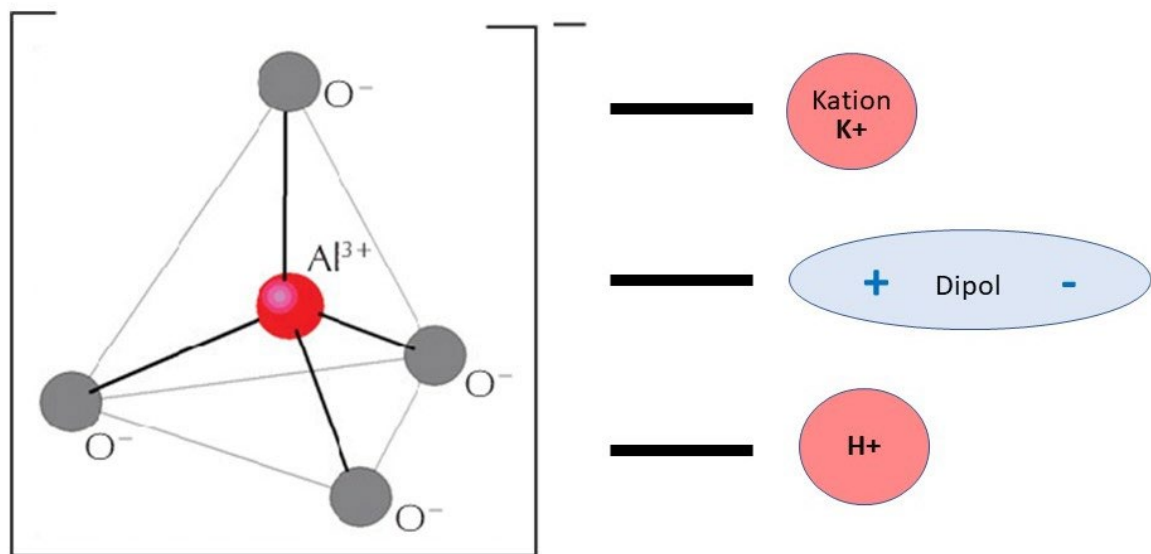 −
O⁻
Kation
K+
Al³⁺
+ Dipol -
O⁻
O⁻
H+
O⁻